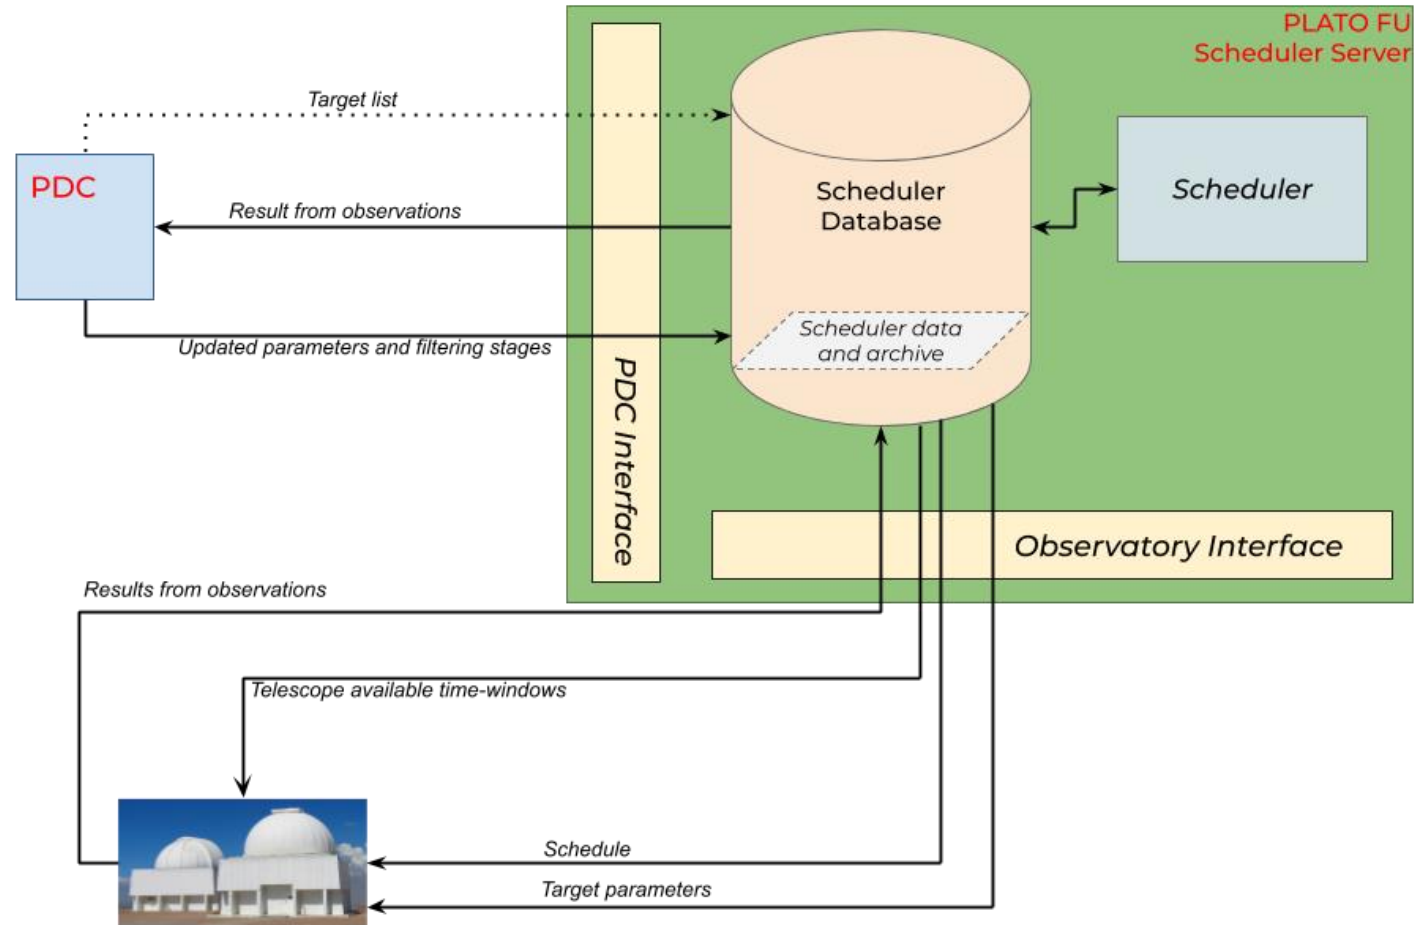 PLATO FU
Scheduler Server
Target list
PDC
Result from observations
Updated parameters and filtering stages
Scheduler
Database
Scheduler
Scheduler data
and archive
PDC Interface
Observatory Interface
Results from observations
Telescope available time-windows
Schedule
Target parameters